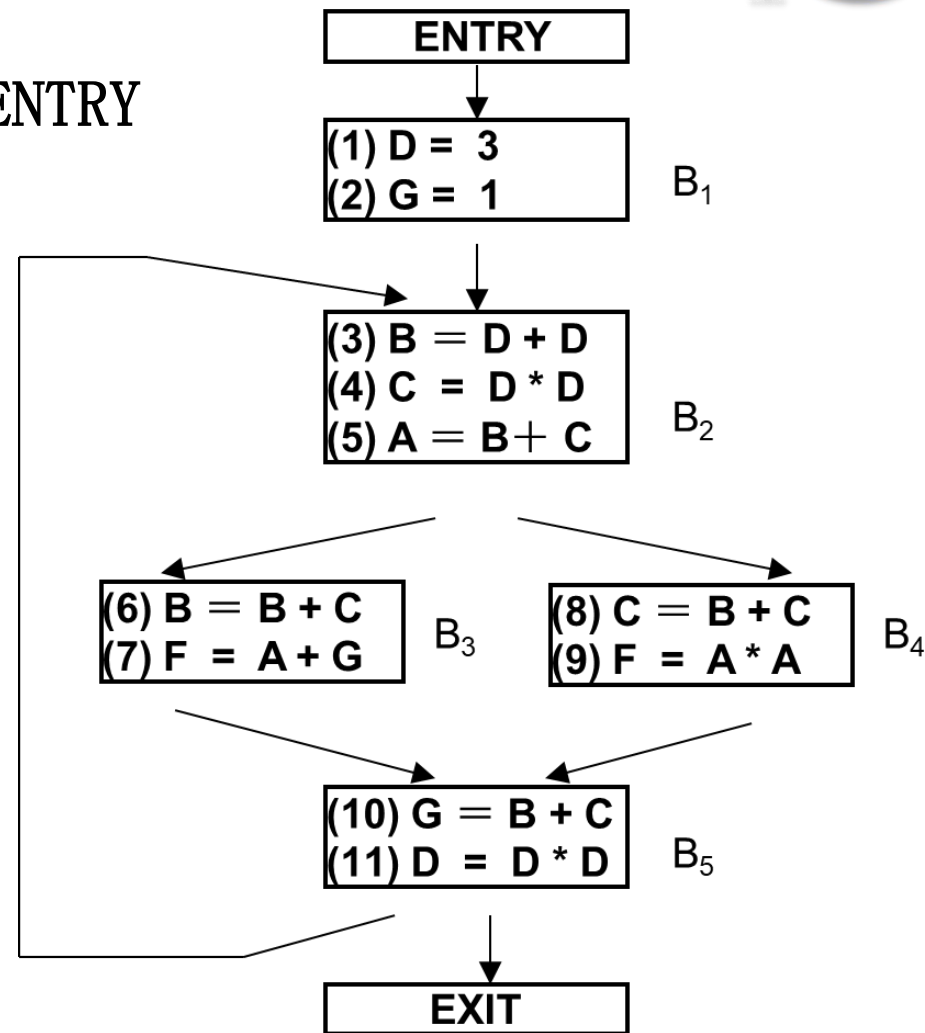 ENTRY
ENTRY
(1) D = 3
(2) G = 1
B₁
(3) B ＝ D + D
(4) C = D * D
(5) A ＝ B＋ C
B₂
(6) B ＝ B + C
(7) F = A + G
B₃
(8) C ＝ B + C
(9) F = A * A
B₄
(10) G ＝ B + C
(11) D = D * D
B₅
EXIT